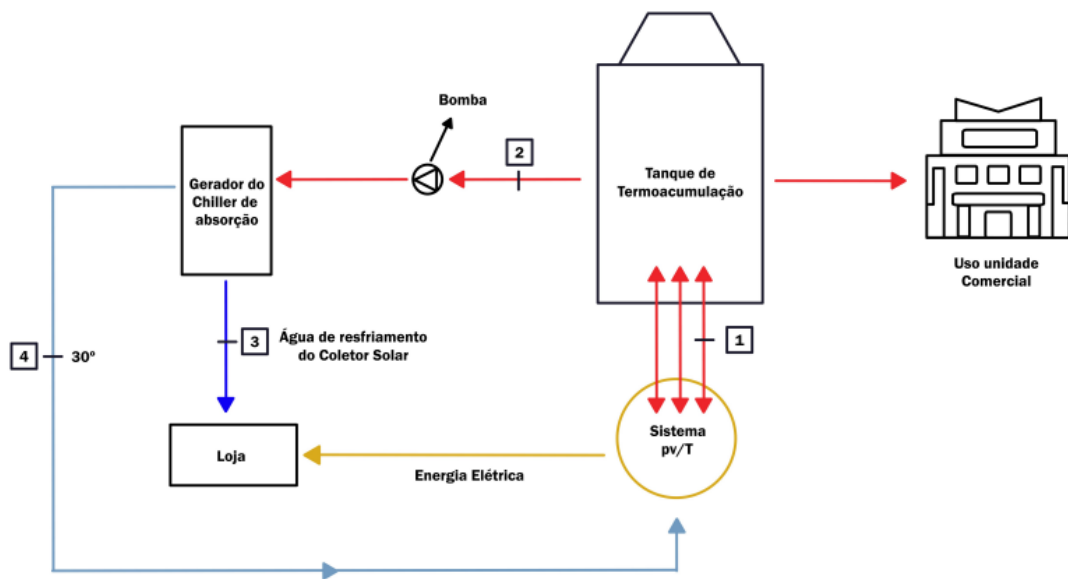 Bomba
2
Tanque de
Termoacumulação
Gerador do
Chiller de
absorção
Uso unidade
Comercial
1
3
Água de resfriamento
do Coletor Solar
4
30º
Sistema
pv/T
Loja
Energia Elétrica